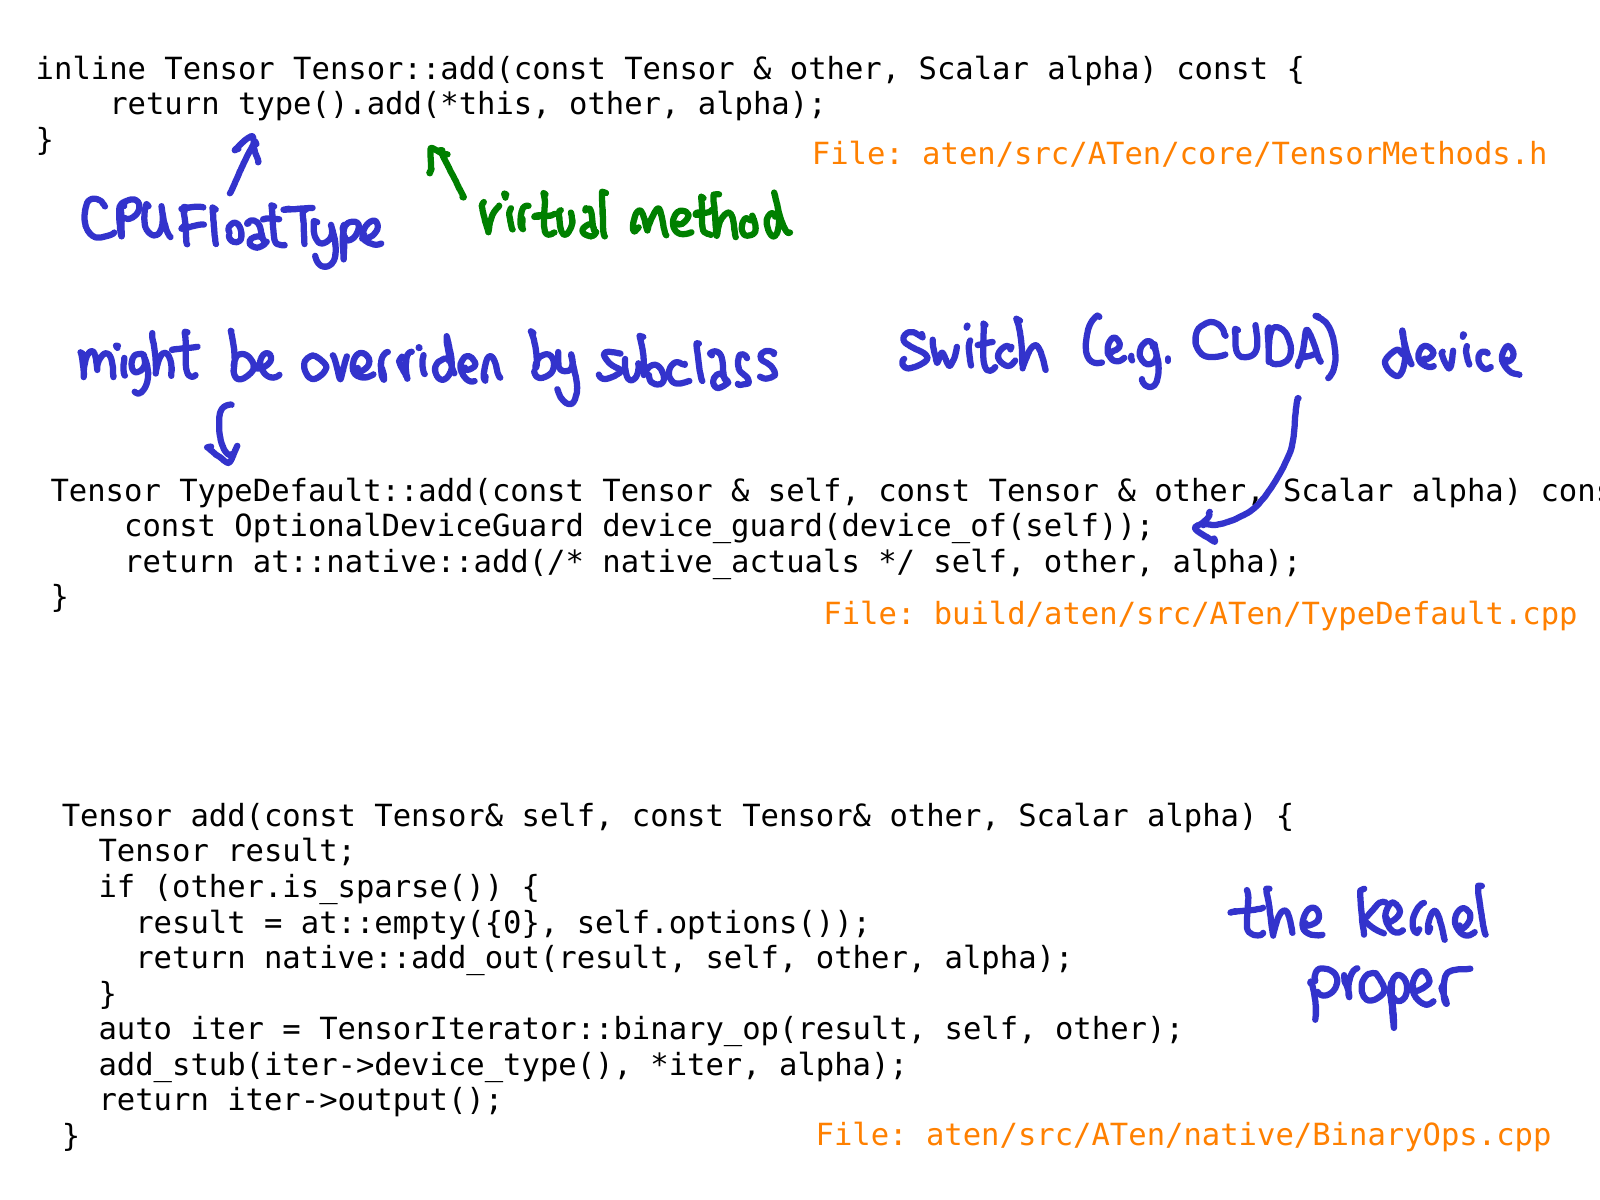 inline Tensor Tensor::add(const Tensor & other, Scalar alpha) const {
    return type().add(*this, other, alpha);
}
File: aten/src/ATen/core/TensorMethods.h
CPUFloatType
virtual method
might be overriden by subclass
Switch (e.g. CUDA) device
Tensor TypeDefault::add(const Tensor & self, const Tensor & other, Scalar alpha) cons
    const OptionalDeviceGuard device_guard(device_of(self));
    return at::native::add(/* native_actuals */ self, other, alpha);
}
File: build/aten/src/ATen/TypeDefault.cpp
Tensor add(const Tensor& self, const Tensor& other, Scalar alpha) {
  Tensor result;
  if (other.is_sparse()) {
    result = at::empty({0}, self.options());
    return native::add_out(result, self, other, alpha);
  }
  auto iter = TensorIterator::binary_op(result, self, other);
  add_stub(iter->device_type(), *iter, alpha);
  return iter->output();
}
the kernel
proper
File: aten/src/ATen/native/BinaryOps.cpp